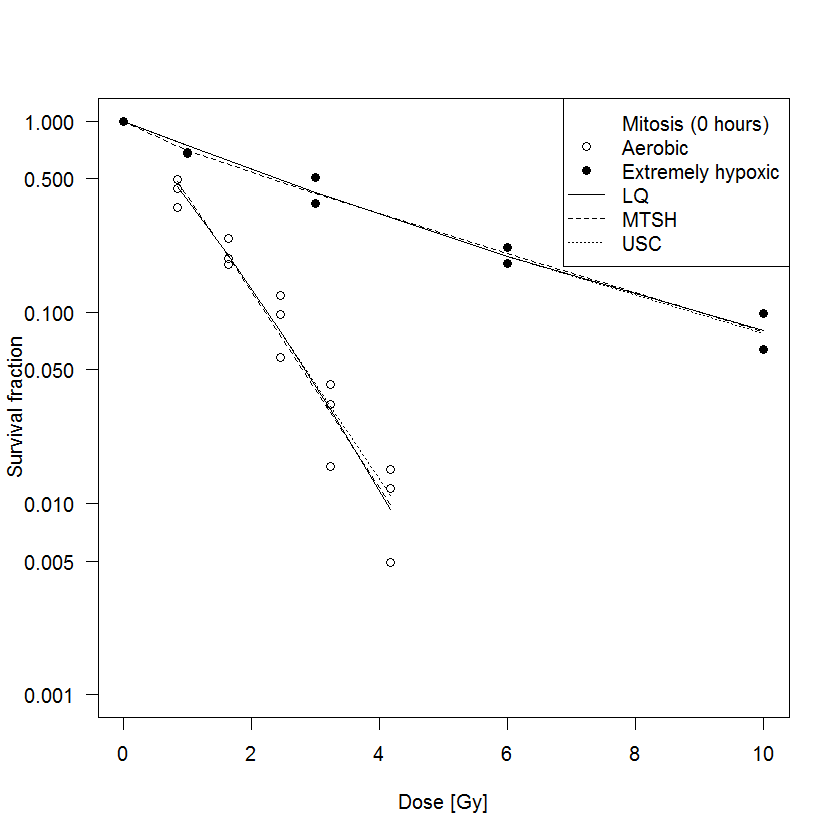 Mitosis (0 hours)
Aerobic
Extremely hypoxic
LQ
MTSH
USC
1.000
0.500
0.100
0.050
0.010
0.005
0.001
Survival fraction
0 2 4 6 8 10
Dose [Gy]